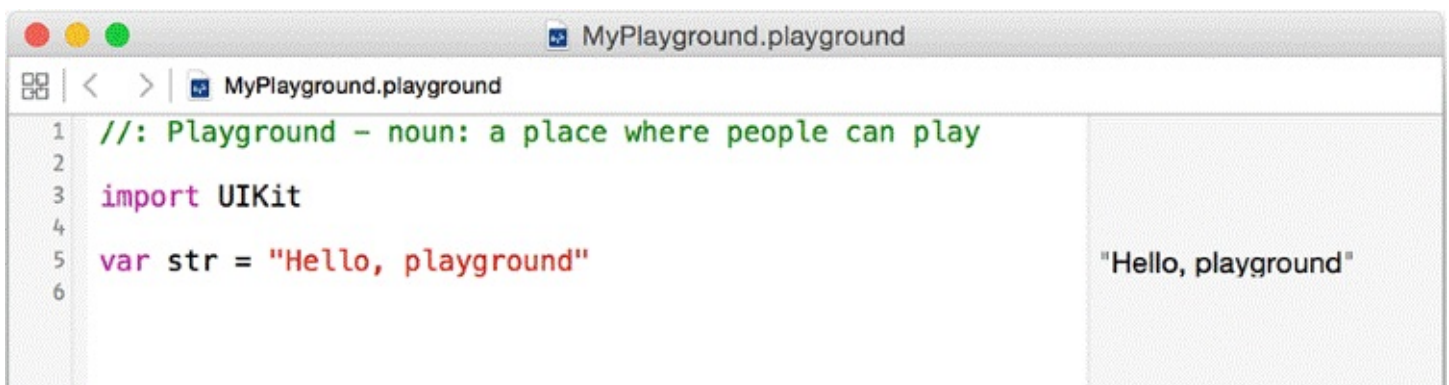 MyPlayground.playground
MyPlayground.playground
1 //: Playground – noun: a place where people can play
2
3 import UIKit
4
5 var str = "Hello, playground" "Hello, playground"
6